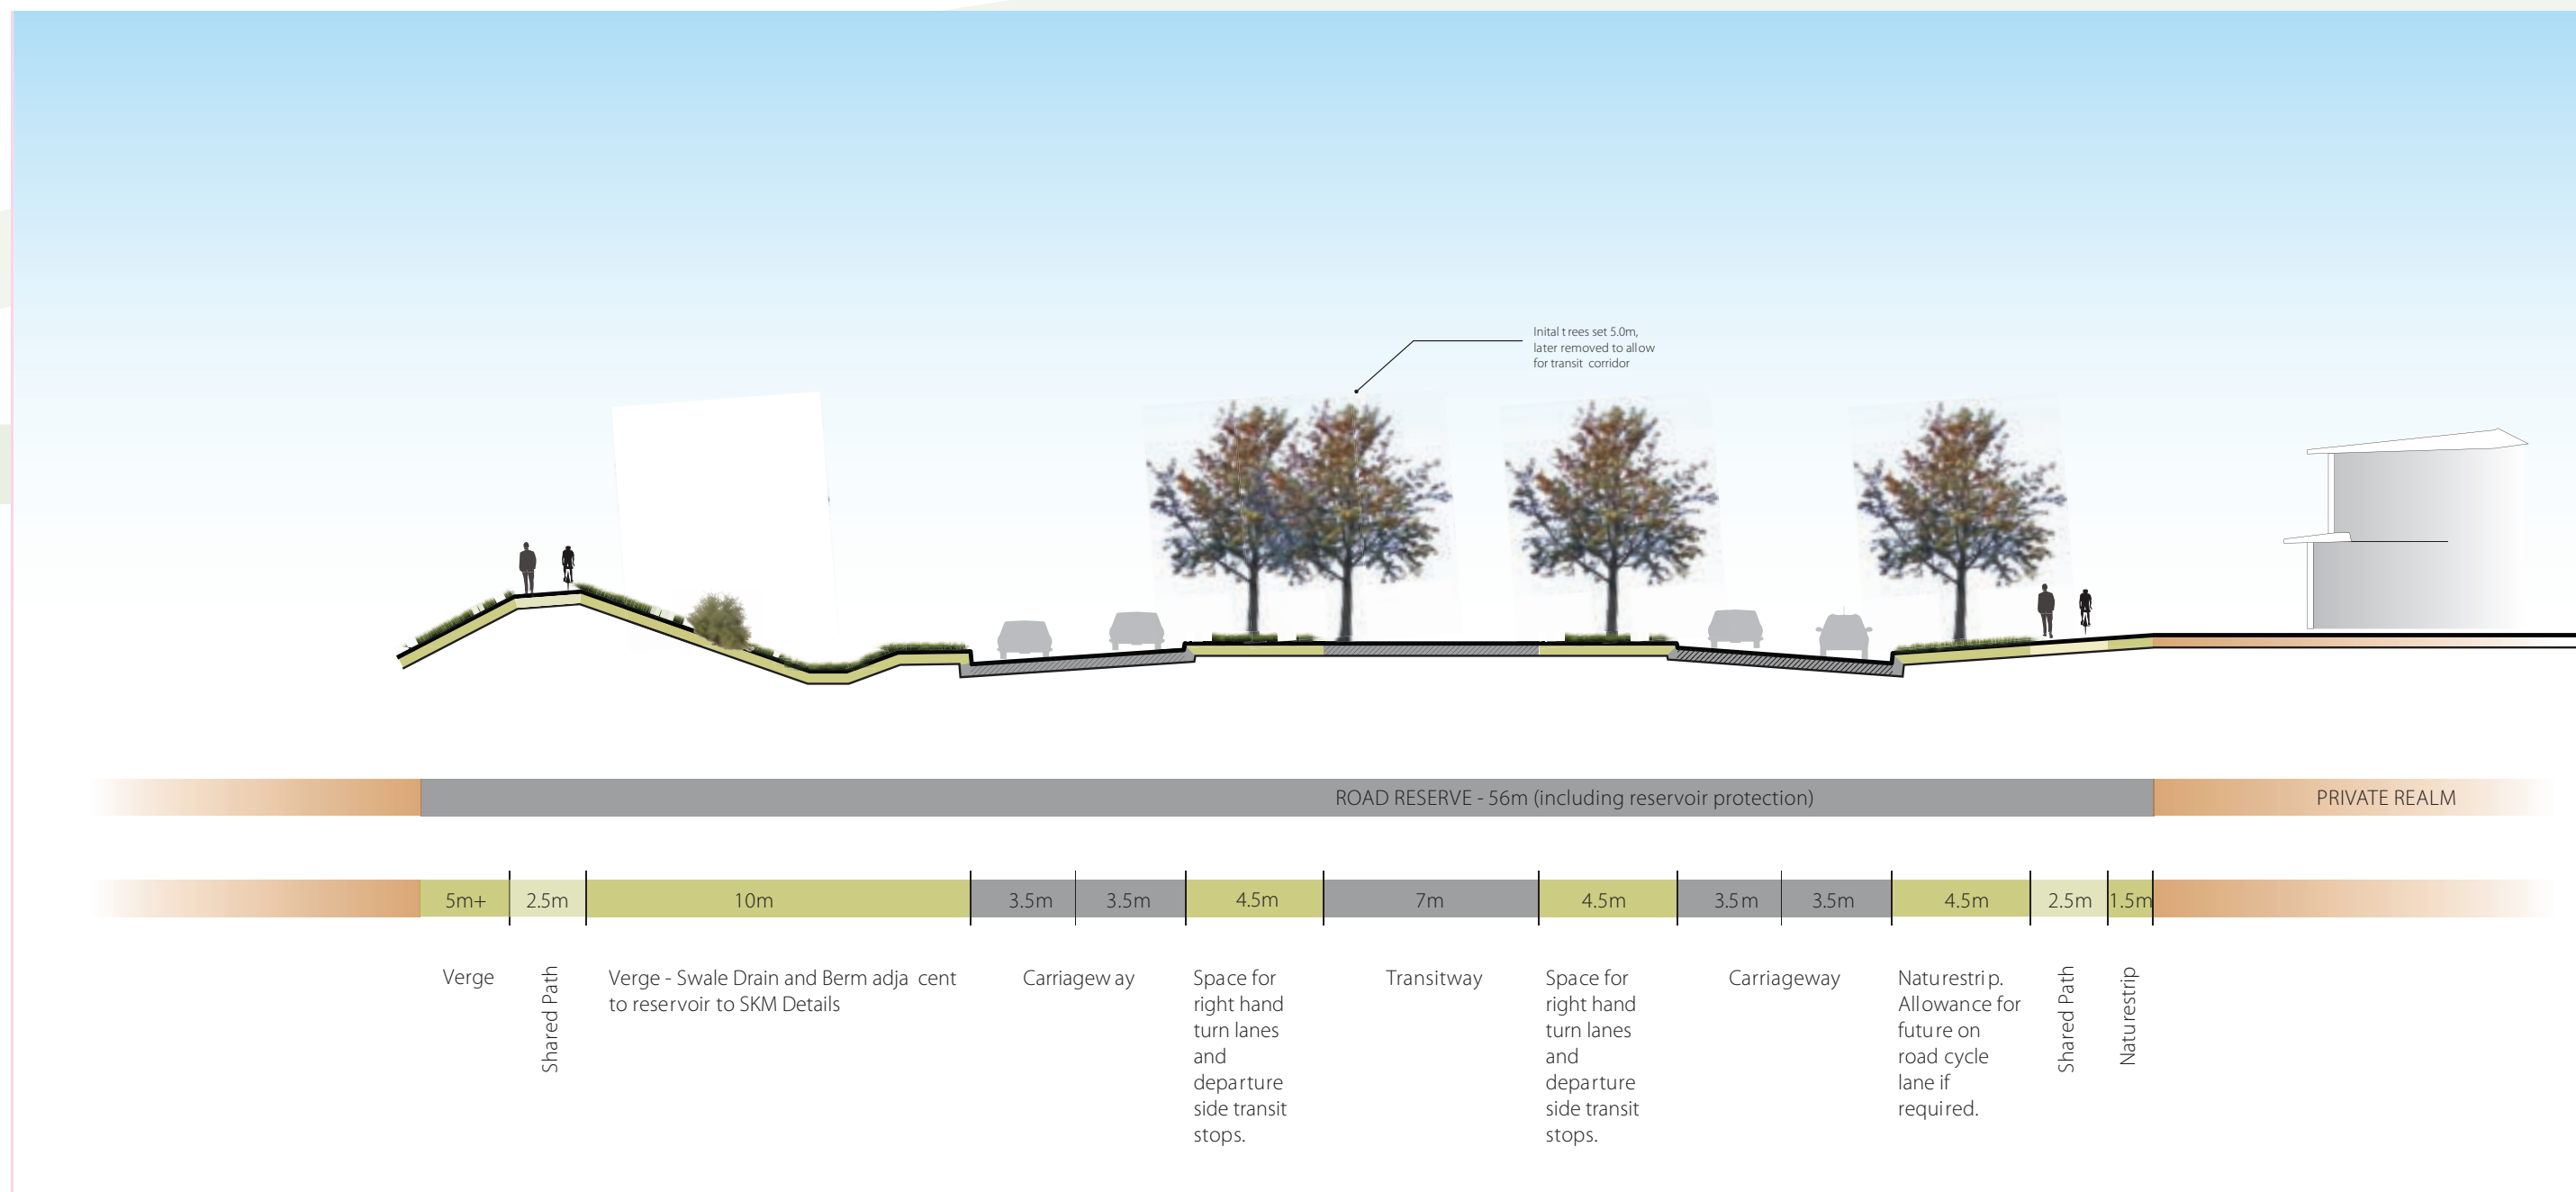 Inital trees set 5.0m,
later removed to allow
for transit corridor
ROAD RESERVE - 56m (including reservoir protection)
PRIVATE REALM
5m+
2.5m
10m
3.5m
3.5m
4.5m
7m
4.5m
3.5m
3.5m
4.5m
2.5m
1.5m
Verge
Shared Path
Verge - Swale Drain and Berm adja cent
to reservoir to SKM Details
Carriagew ay
Space for
right hand
turn lanes
and
departure
side transit
stops.
Transitway
Space for
right hand
turn lanes
and
departure
side transit
stops.
Carriageway
Naturestrip.
Allowance for
future on
road cycle
lane if
required.
Shared Path
Naturestrip